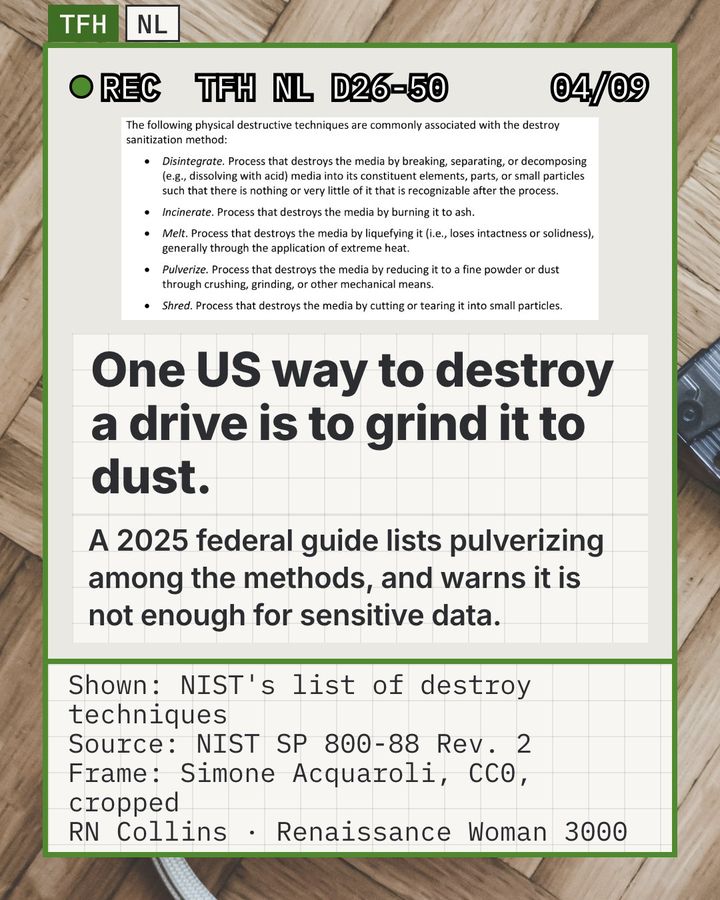 TFH NL
REC TFH NL D26-50 04/09
The following physical destructive techniques are commonly associated with the destroy
sanitization method:
• Disintegrate. Process that destroys the media by breaking, separating, or decomposing
(e.g., dissolving with acid) media into its constituent elements, parts, or small particles
such that there is nothing or very little of it that is recognizable after the process.
• Incinerate. Process that destroys the media by burning it to ash.
• Melt. Process that destroys the media by liquefying it (i.e., loses intactness or solidness),
generally through the application of extreme heat.
• Pulverize. Process that destroys the media by reducing it to a fine powder or dust
through crushing, grinding, or other mechanical means.
• Shred. Process that destroys the media by cutting or tearing it into small particles.
One US way to destroy
a drive is to grind it to
dust.
A 2025 federal guide lists pulverizing
among the methods, and warns it is
not enough for sensitive data.
Shown: NIST's list of destroy
techniques
Source: NIST SP 800-88 Rev. 2
Frame: Simone Acquaroli, CC0,
cropped
RN Collins · Renaissance Woman 3000